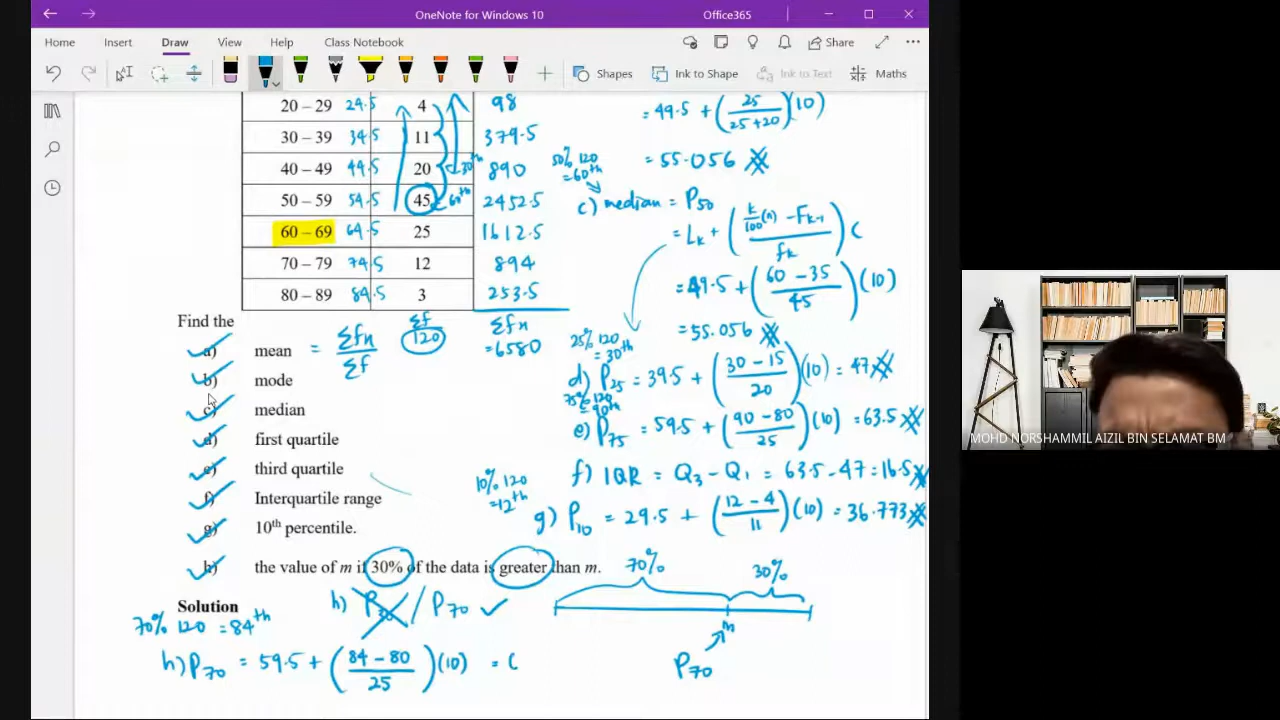 OneNote for Windows 10
Office365
Home Insert Draw View Help Class Notebook
Share
Shapes Ink to Shape Ink to Text Maths
20 – 29 24.5 4 98
30 – 39 34.5 11 379.5
40 – 49 44.5 20 30th 890
50 – 59 54.5 45 60th 2452.5
60 – 69 64.5 25 1612.5
70 – 79 74.5 12 894
80 – 89 84.5 3 253.5
Σf
120
Σfx
= 6580
Find the
a) mean = Σfx / Σf
b) mode
c) median
d) first quartile
e) third quartile
f) Interquartile range
g) 10th percentile.
h) the value of m if 30% of the data is greater than m.
Solution
70% 120 = 84th
h) P30 / P70 ✓
h) P70 = 59.5 + (84 – 80 / 25)(10) = (
= 49.5 + (25 / 25+20)(10)
= 55.056
50% 120
= 60th
c) median = P50
= Lk + (k/100 (n) – Fk-1 / fk) C
= 49.5 + (60 – 35 / 45)(10)
= 55.056
25% 120
= 30th
d) P25 = 39.5 + (30 – 15 / 20)(10) = 47
75% 120
= 90th
e) P75 = 59.5 + (90 – 80 / 25)(10) = 63.5
f) IQR = Q3 – Q1 = 63.5 – 47 = 16.5
10% 120
= 12th
g) P10 = 29.5 + (12 – 4 / 11)(10) = 36.773
70% 30%
m
P70
MOHD NORSHAMMIL AIZIL BIN SELAMAT BM